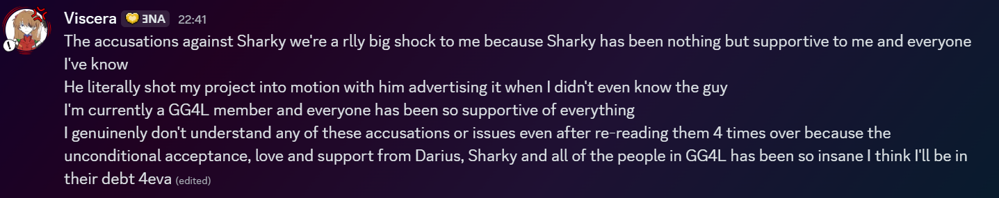 Viscera ƎNA 22:41
The accusations against Sharky we're a rlly big shock to me because Sharky has been nothing but supportive to me and everyone
I've know
He literally shot my project into motion with him advertising it when I didn't even know the guy
I'm currently a GG4L member and everyone has been so supportive of everything
I genuinenly don't understand any of these accusations or issues even after re-reading them 4 times over because the
unconditional acceptance, love and support from Darius, Sharky and all of the people in GG4L has been so insane I think I'll be in
their debt 4eva (edited)